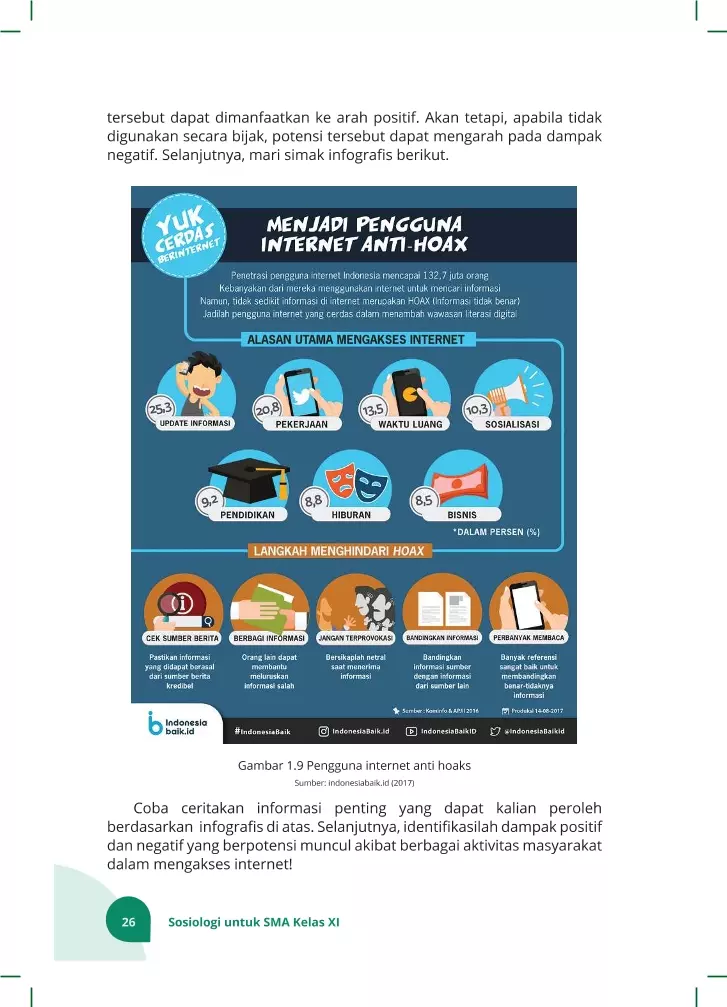 tersebut dapat dimanfaatkan ke arah positif. Akan tetapi, apabila tidak
digunakan secara bijak, potensi tersebut dapat mengarah pada dampak
negatif. Selanjutnya, mari simak infografis berikut.
YUK
CERDAS
BERINTERNET
MENJADI PENGGUNA
INTERNET ANTI-HOAX
Penetrasi pengguna internet Indonesia mencapai 132,7 juta orang
Kebanyakan dari mereka menggunakan internet untuk mencari informasi
Namun, tidak sedikit informasi di internet merupakan HOAX (Informasi tidak benar)
Jadilah pengguna internet yang cerdas dalam menambah wawasan literasi digital
ALASAN UTAMA MENGAKSES INTERNET
25,3
UPDATE INFORMASI
20,8
PEKERJAAN
13,5
WAKTU LUANG
10,3
SOSIALISASI
9,2
PENDIDIKAN
8,8
HIBURAN
8,5
BISNIS
*DALAM PERSEN (%)
LANGKAH MENGHINDARI HOAX
CEK SUMBER BERITA
Pastikan informasi
yang didapat berasal
dari sumber berita
kredibel
BERBAGI INFORMASI
Orang lain dapat
membantu
meluruskan
informasi salah
JANGAN TERPROVOKASI
Bersikaplah netral
saat menerima
informasi
BANDINGKAN INFORMASI
Bandingkan
informasi sumber
dengan informasi
dari sumber lain
PERBANYAK MEMBACA
Banyak referensi
sangat baik untuk
membandingkan
benar-tidaknya
informasi
Sumber : Kominfo & APJII 2016
Produksi 14-08-2017
Indonesia
baik.id
#IndonesiaBaik
IndonesiaBaik.id
IndonesiaBaikID
@IndonesiaBaikid
Gambar 1.9 Pengguna internet anti hoaks
Sumber: indonesiabaik.id (2017)
Coba ceritakan informasi penting yang dapat kalian peroleh
berdasarkan infografis di atas. Selanjutnya, identifikasilah dampak positif
dan negatif yang berpotensi muncul akibat berbagai aktivitas masyarakat
dalam mengakses internet!
26
Sosiologi untuk SMA Kelas XI